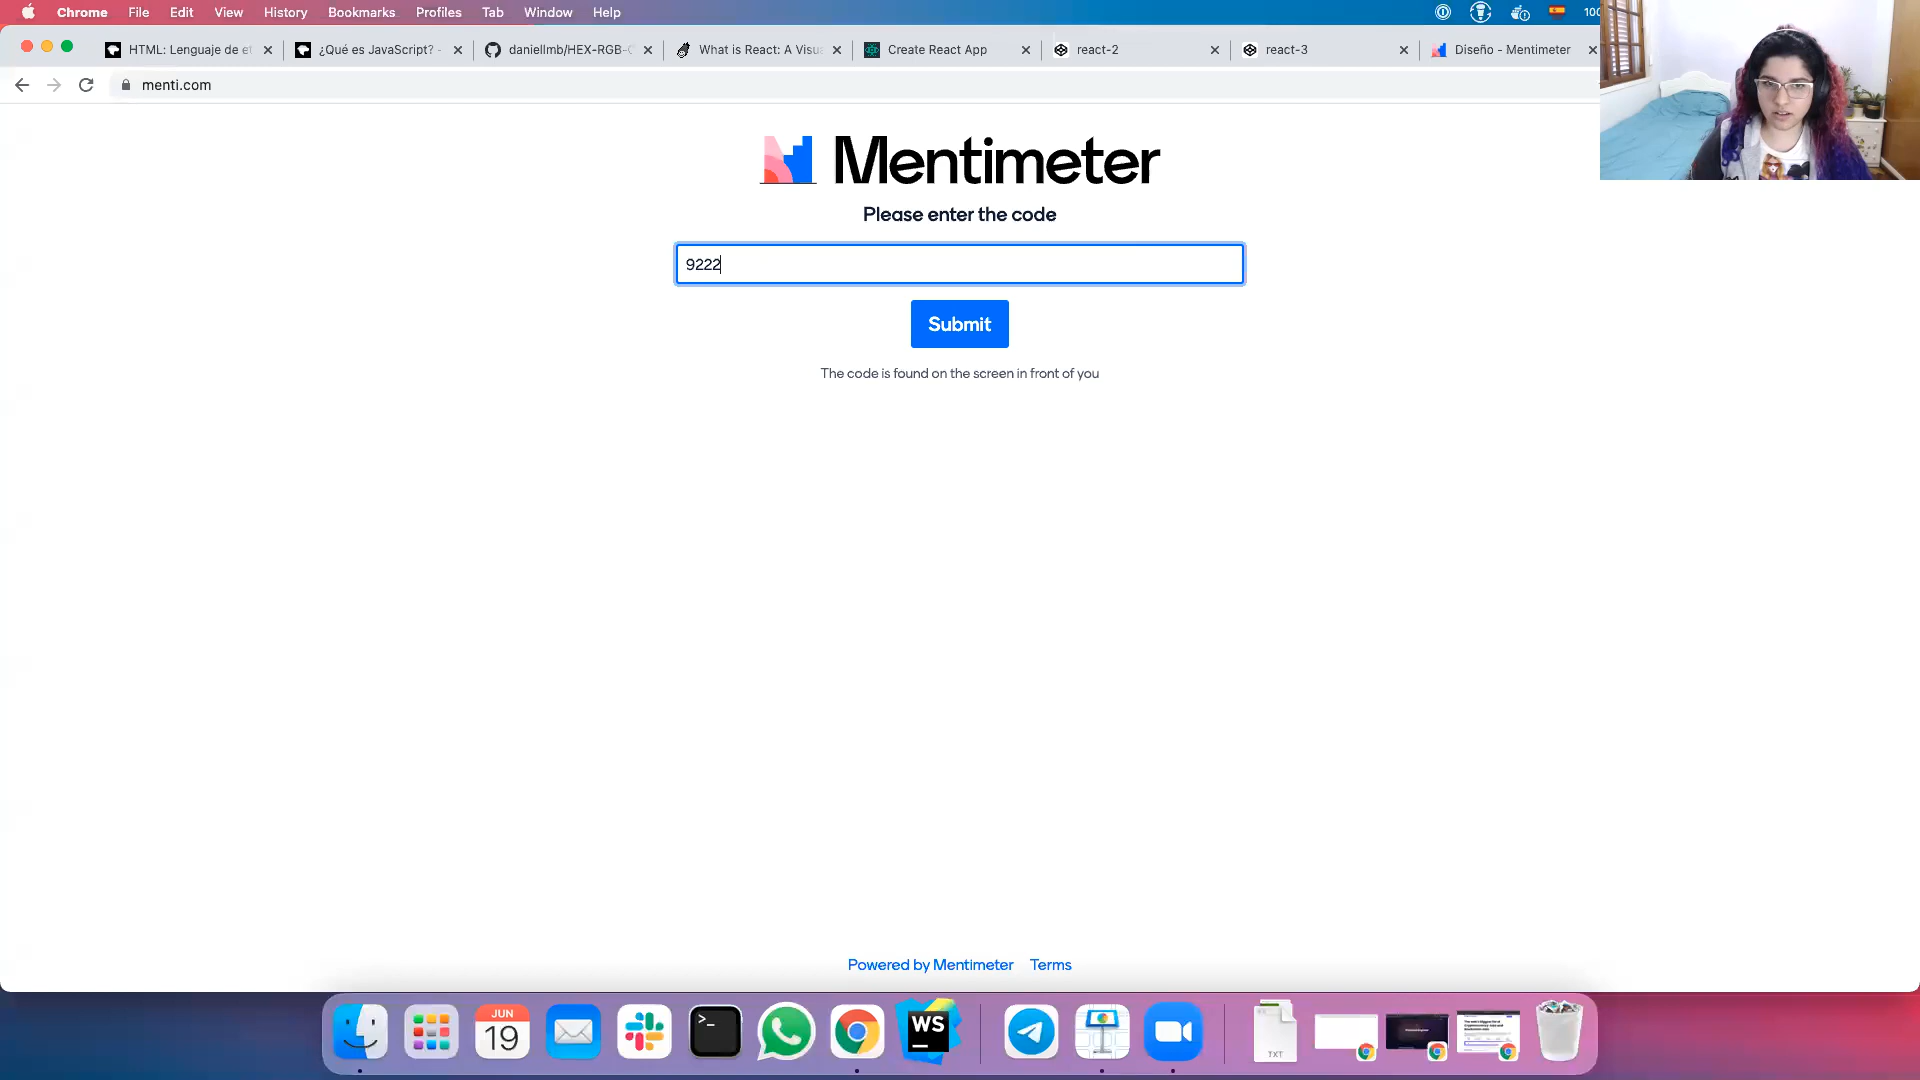 Chrome File Edit View History Bookmarks Profiles Tab Window Help 100
HTML: Lenguaje de et
¿Qué es JavaScript? -
daniellmb/HEX-RGB-C
What is React: A Visu
Create React App
react-2
react-3
Diseño - Mentimeter
menti.com
Mentimeter
Please enter the code
9222
Submit
The code is found on the screen in front of you
Powered by Mentimeter Terms
JUN
19
>_
WS
TXT